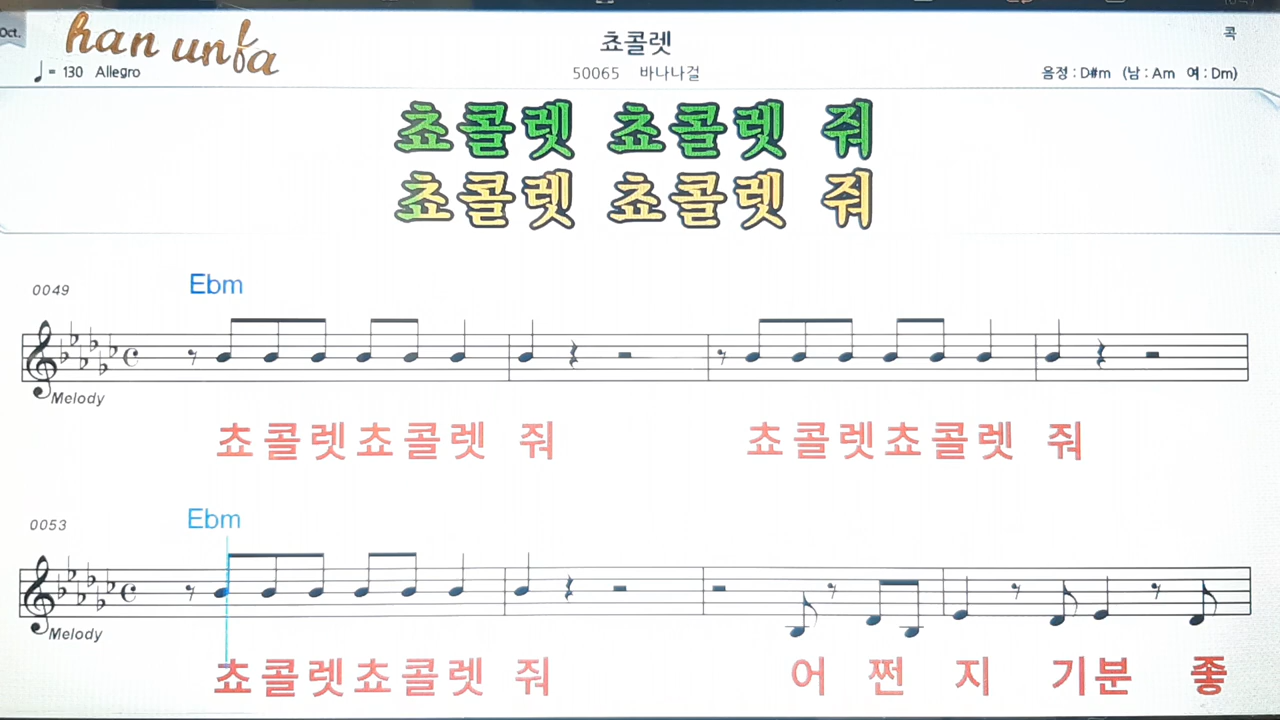 Oct.
han unfa
♩= 130 Allegro
쵸콜렛
50065 바나나걸
콕
음정 : D#m (남 : Am 여 : Dm)
쵸콜렛 쵸콜렛 줘
쵸콜렛 쵸콜렛 줘
0049
Ebm
Melody
쵸콜렛쵸콜렛 줘 쵸콜렛쵸콜렛 줘
0053
Ebm
Melody
쵸콜렛쵸콜렛 줘 어 쩐 지 기분 좋